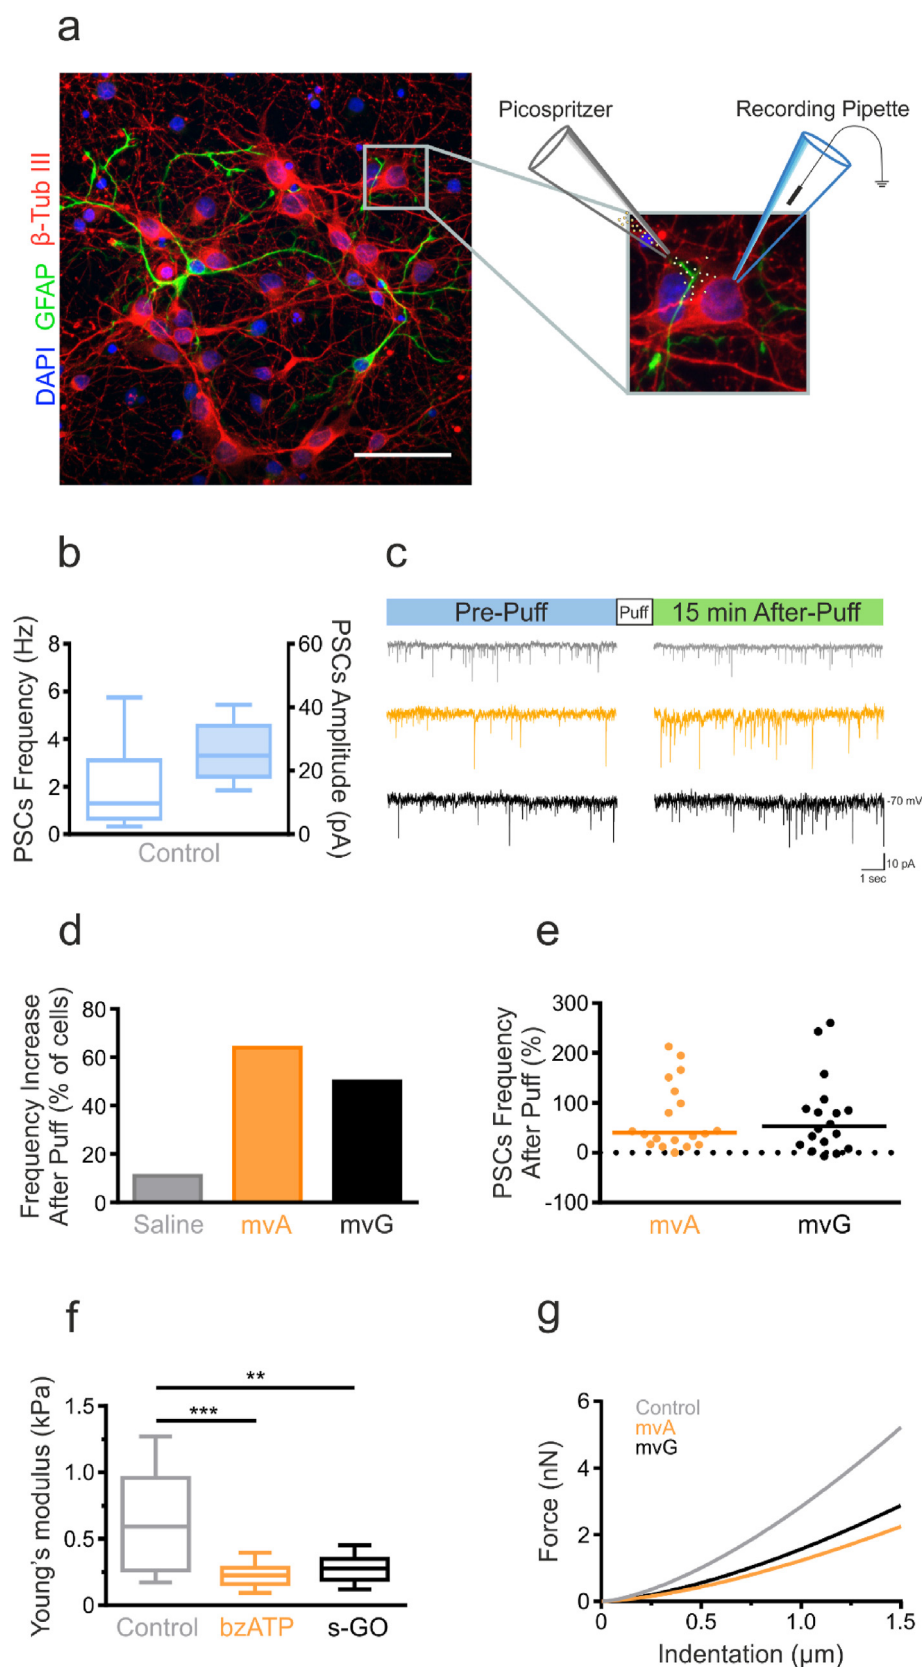 a
Picospritzer
Recording Pipette
DAPI GFAP β-Tub III
b
PSCs Frequency (Hz)
8
6
4
2
0
60
40
20
0
PSCs Amplitude (pA)
Control
c
Pre-Puff
Puff
15 min After-Puff
-70 mV
10 pA
1 sec
d
Frequency Increase
After Puff (% of cells)
80
60
40
20
0
Saline
mvA
mvG
e
PSCs Frequency
After Puff (%)
300
200
100
0
-100
mvA
mvG
f
Young's modulus (kPa)
1.5
1.0
0.5
0
**
***
Control
bzATP
s-GO
g
Force (nN)
6
4
2
0
Control
mvA
mvG
0
0.5
1.0
1.5
Indentation (μm)